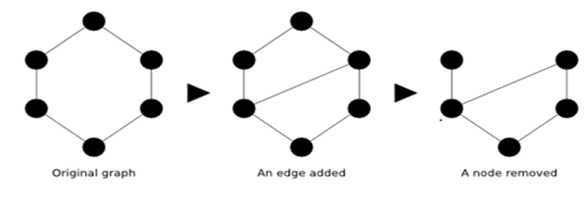 Original graph
An edge added
A node removed